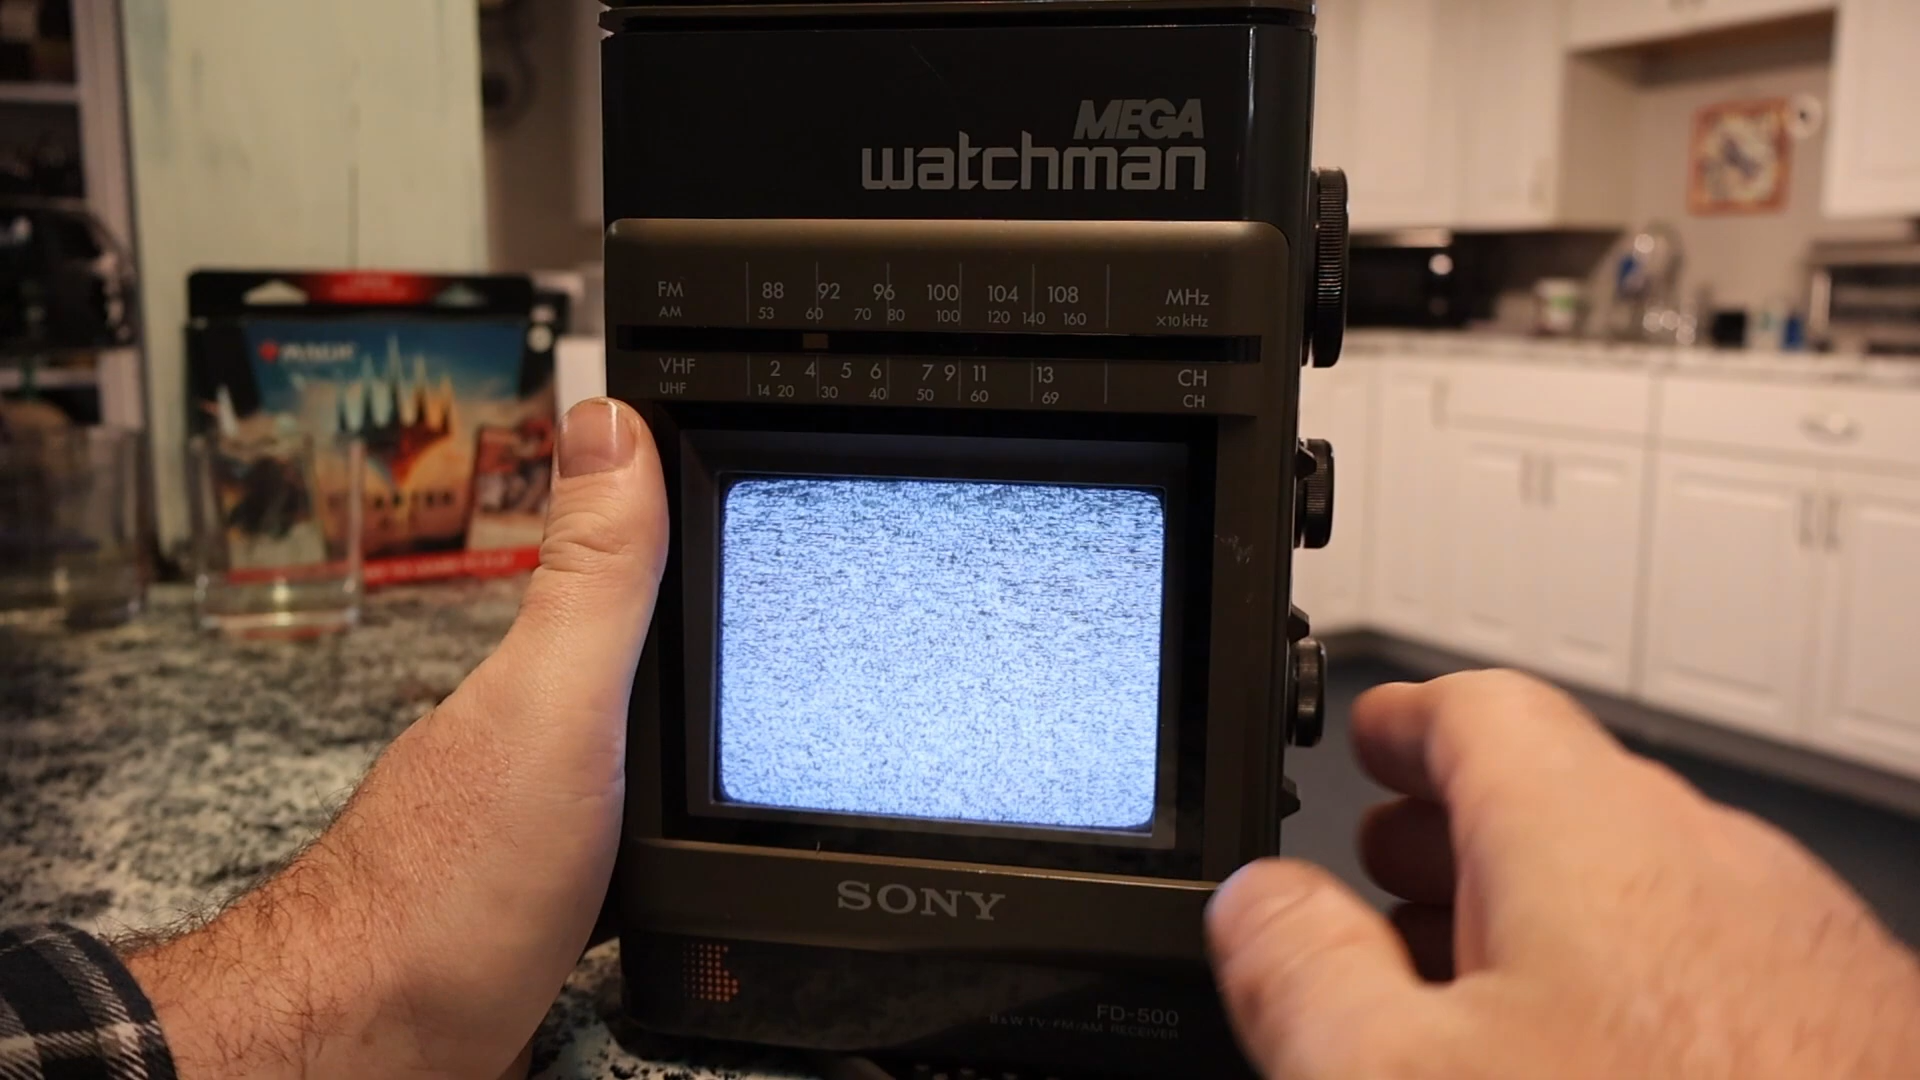 MEGA
watchman
FM 88 92 96 100 104 108 MHz
AM 53 60 70 80 100 120 140 160 ×10kHz
VHF 2 4 5 6 7 9 11 13 CH
UHF 14 20 30 40 50 60 69 CH
SONY
FD-500
B&W TV/FM/AM RECEIVER
MAGIC